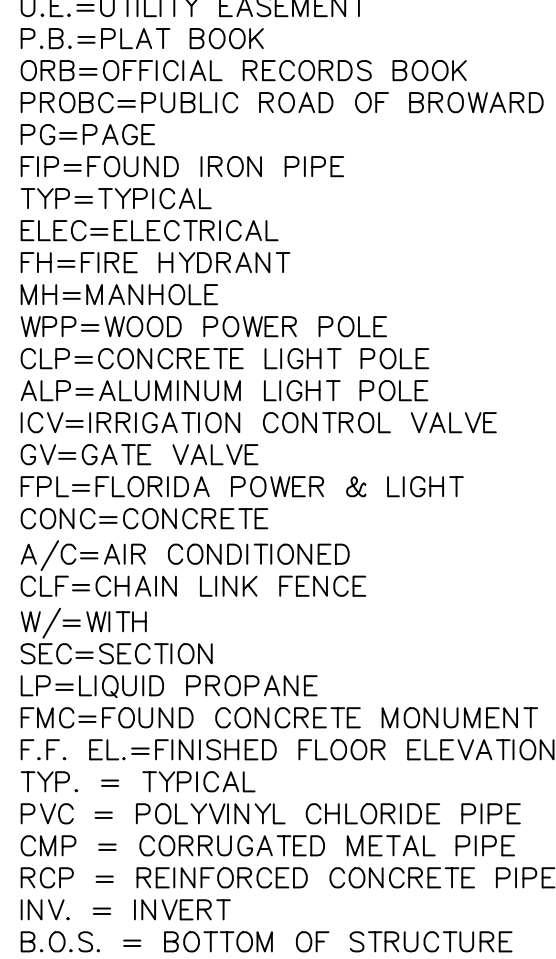 U.E.=UTILITY EASEMENT
P.B.=PLAT BOOK
ORB=OFFICIAL RECORDS BOOK
PROBC=PUBLIC ROAD OF BROWARD
PG=PAGE
FIP=FOUND IRON PIPE
TYP=TYPICAL
ELEC=ELECTRICAL
FH=FIRE HYDRANT
MH=MANHOLE
WPP=WOOD POWER POLE
CLP=CONCRETE LIGHT POLE
ALP=ALUMINUM LIGHT POLE
ICV=IRRIGATION CONTROL VALVE
GV=GATE VALVE
FPL=FLORIDA POWER & LIGHT
CONC=CONCRETE
A/C=AIR CONDITIONED
CLF=CHAIN LINK FENCE
W/=WITH
SEC=SECTION
LP=LIQUID PROPANE
FMC=FOUND CONCRETE MONUMENT
F.F. EL.=FINISHED FLOOR ELEVATION
TYP. = TYPICAL
PVC = POLYVINYL CHLORIDE PIPE
CMP = CORRUGATED METAL PIPE
RCP = REINFORCED CONCRETE PIPE
INV. = INVERT
B.O.S. = BOTTOM OF STRUCTURE